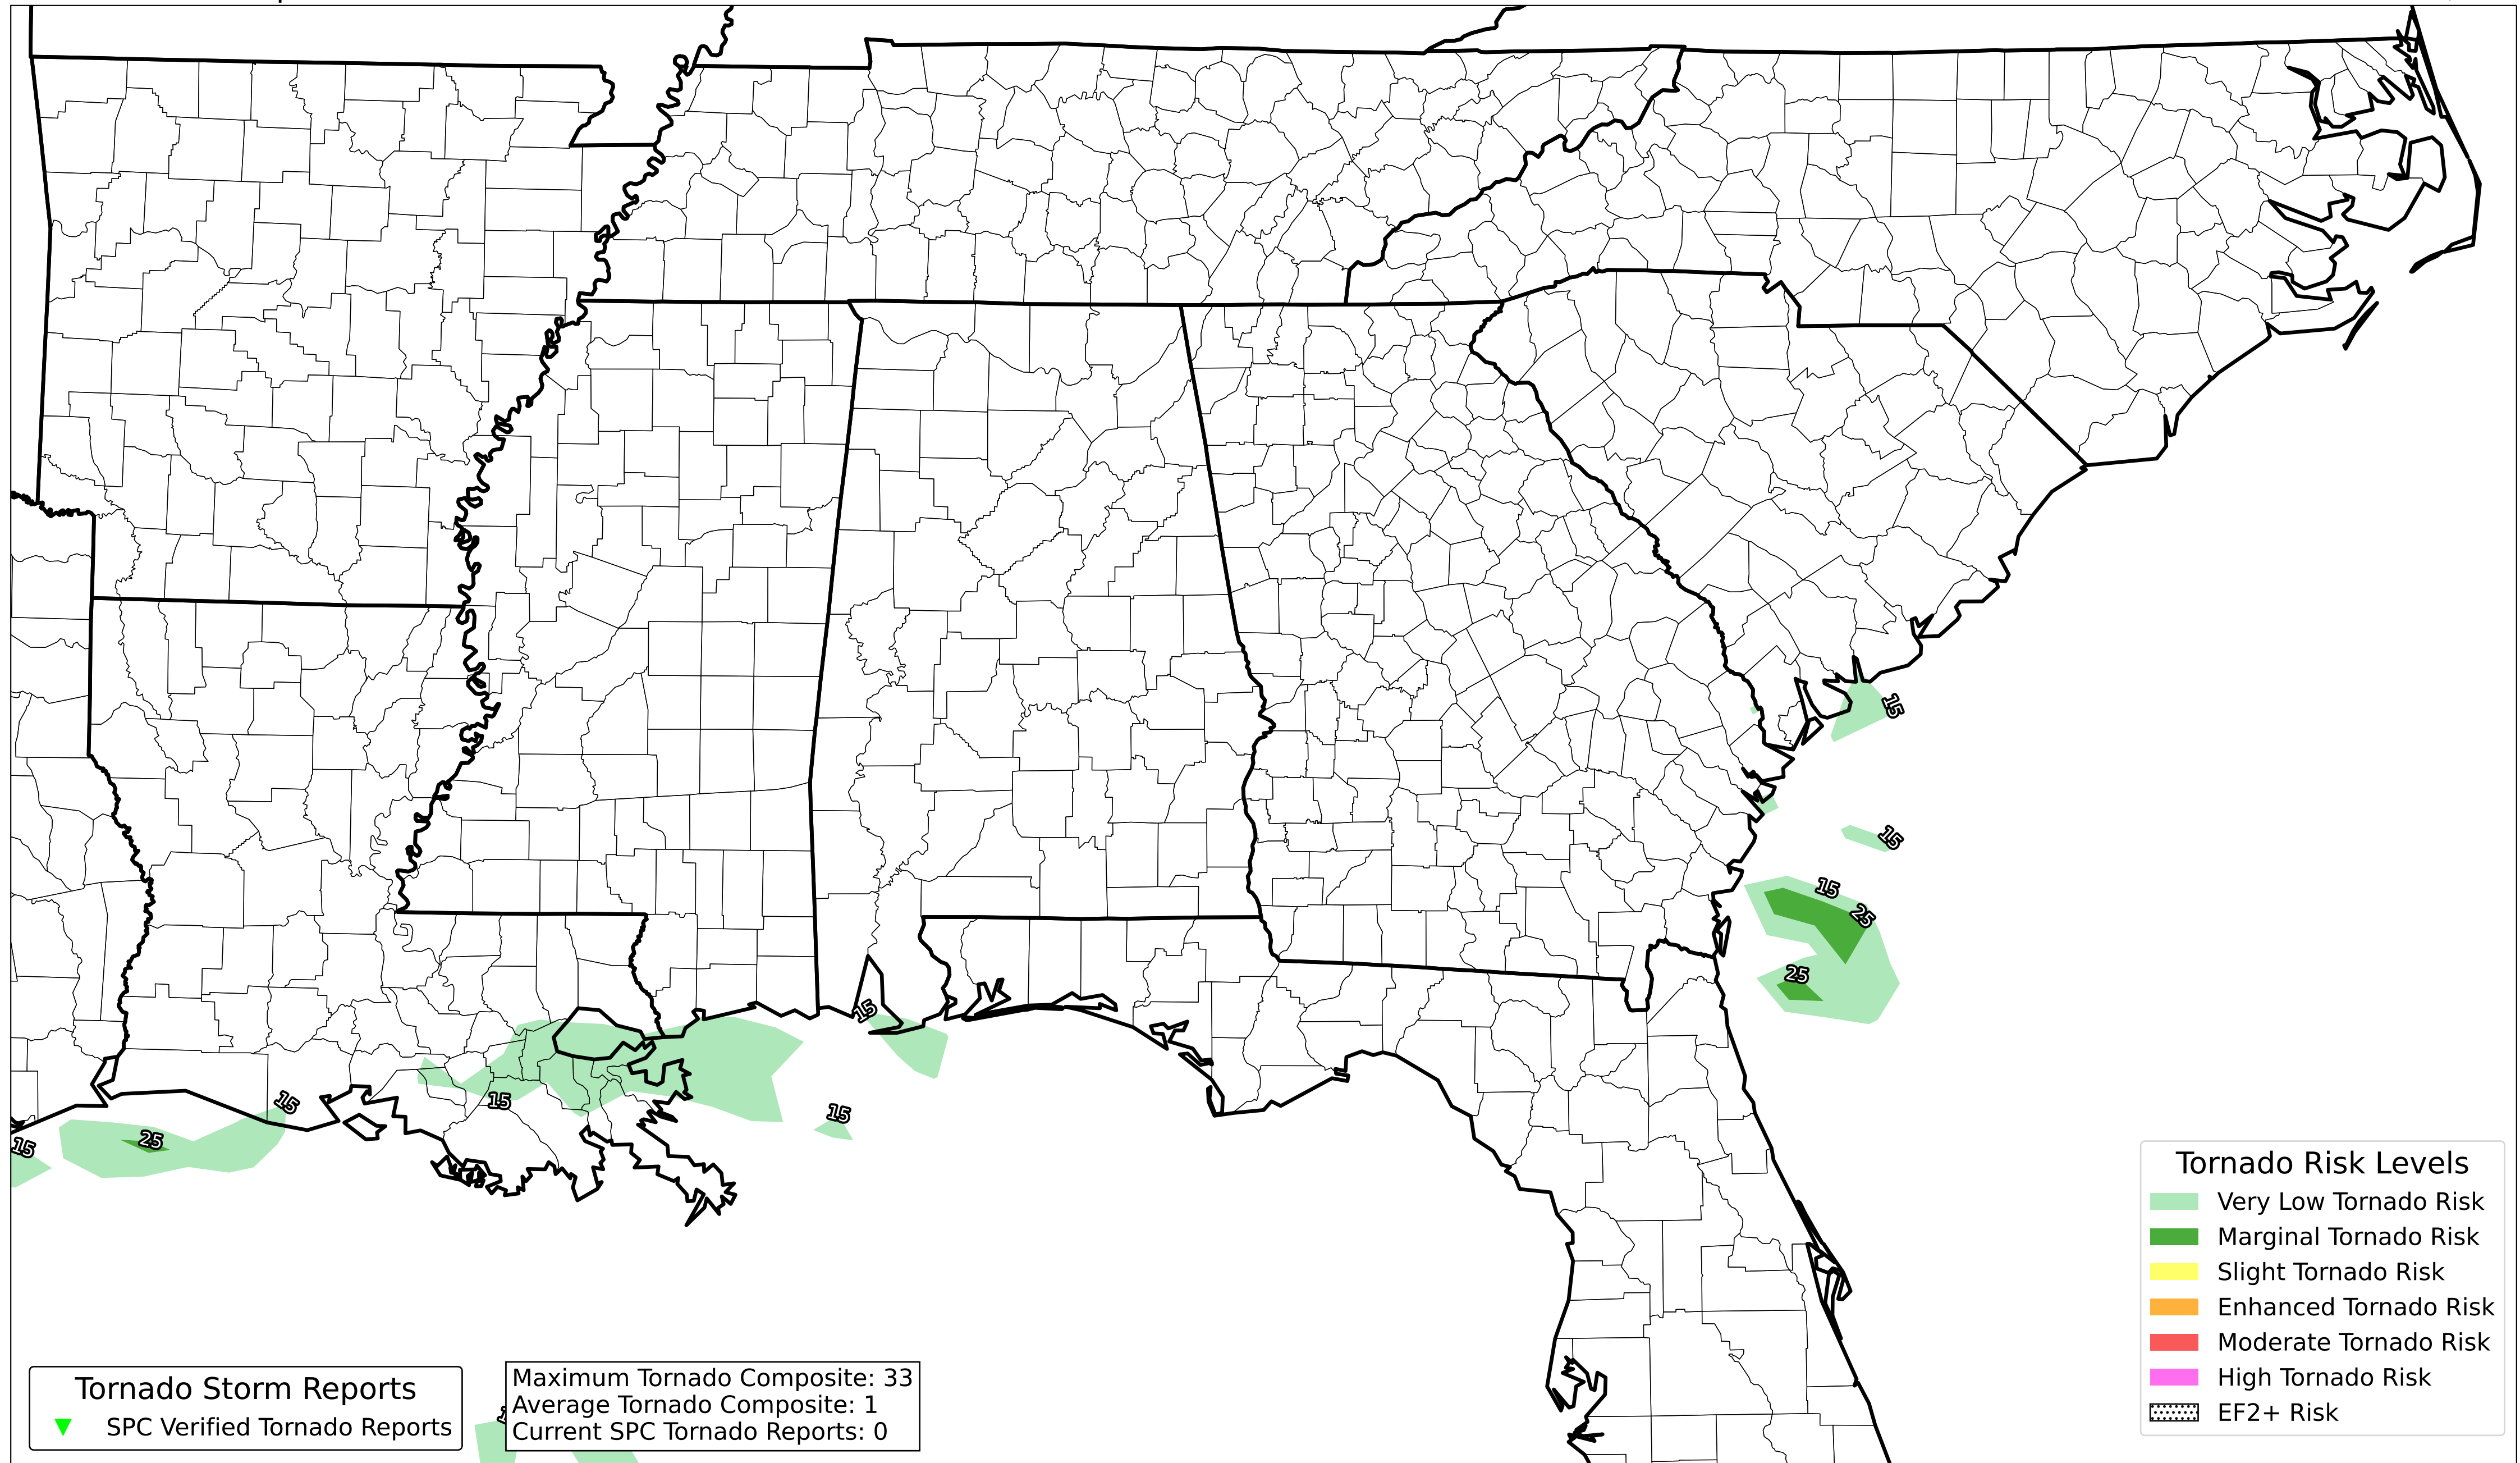 15
15
15
25
25
15
15
15
15
25
15
Tornado Risk Levels
Very Low Tornado Risk
Marginal Tornado Risk
Slight Tornado Risk
Enhanced Tornado Risk
Moderate Tornado Risk
High Tornado Risk
EF2+ Risk
Tornado Storm Reports
SPC Verified Tornado Reports
Maximum Tornado Composite: 33
Average Tornado Composite: 1
Current SPC Tornado Reports: 0